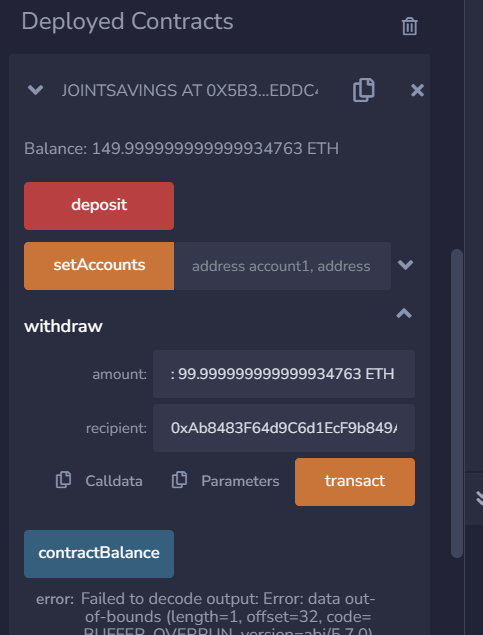 Deployed Contracts
JOINTSAVINGS AT 0X5B3...EDDC4
Balance: 149.999999999999934763 ETH
deposit
setAccounts address account1, address
withdraw
amount: : 99.999999999999934763 ETH
recipient: 0xAb8483F64d9C6d1EcF9b849A
Calldata Parameters transact
contractBalance
error: Failed to decode output: Error: data out-
of-bounds (length=1, offset=32, code=
BUFFER_OVERRUN, version=abi/5.7.0)